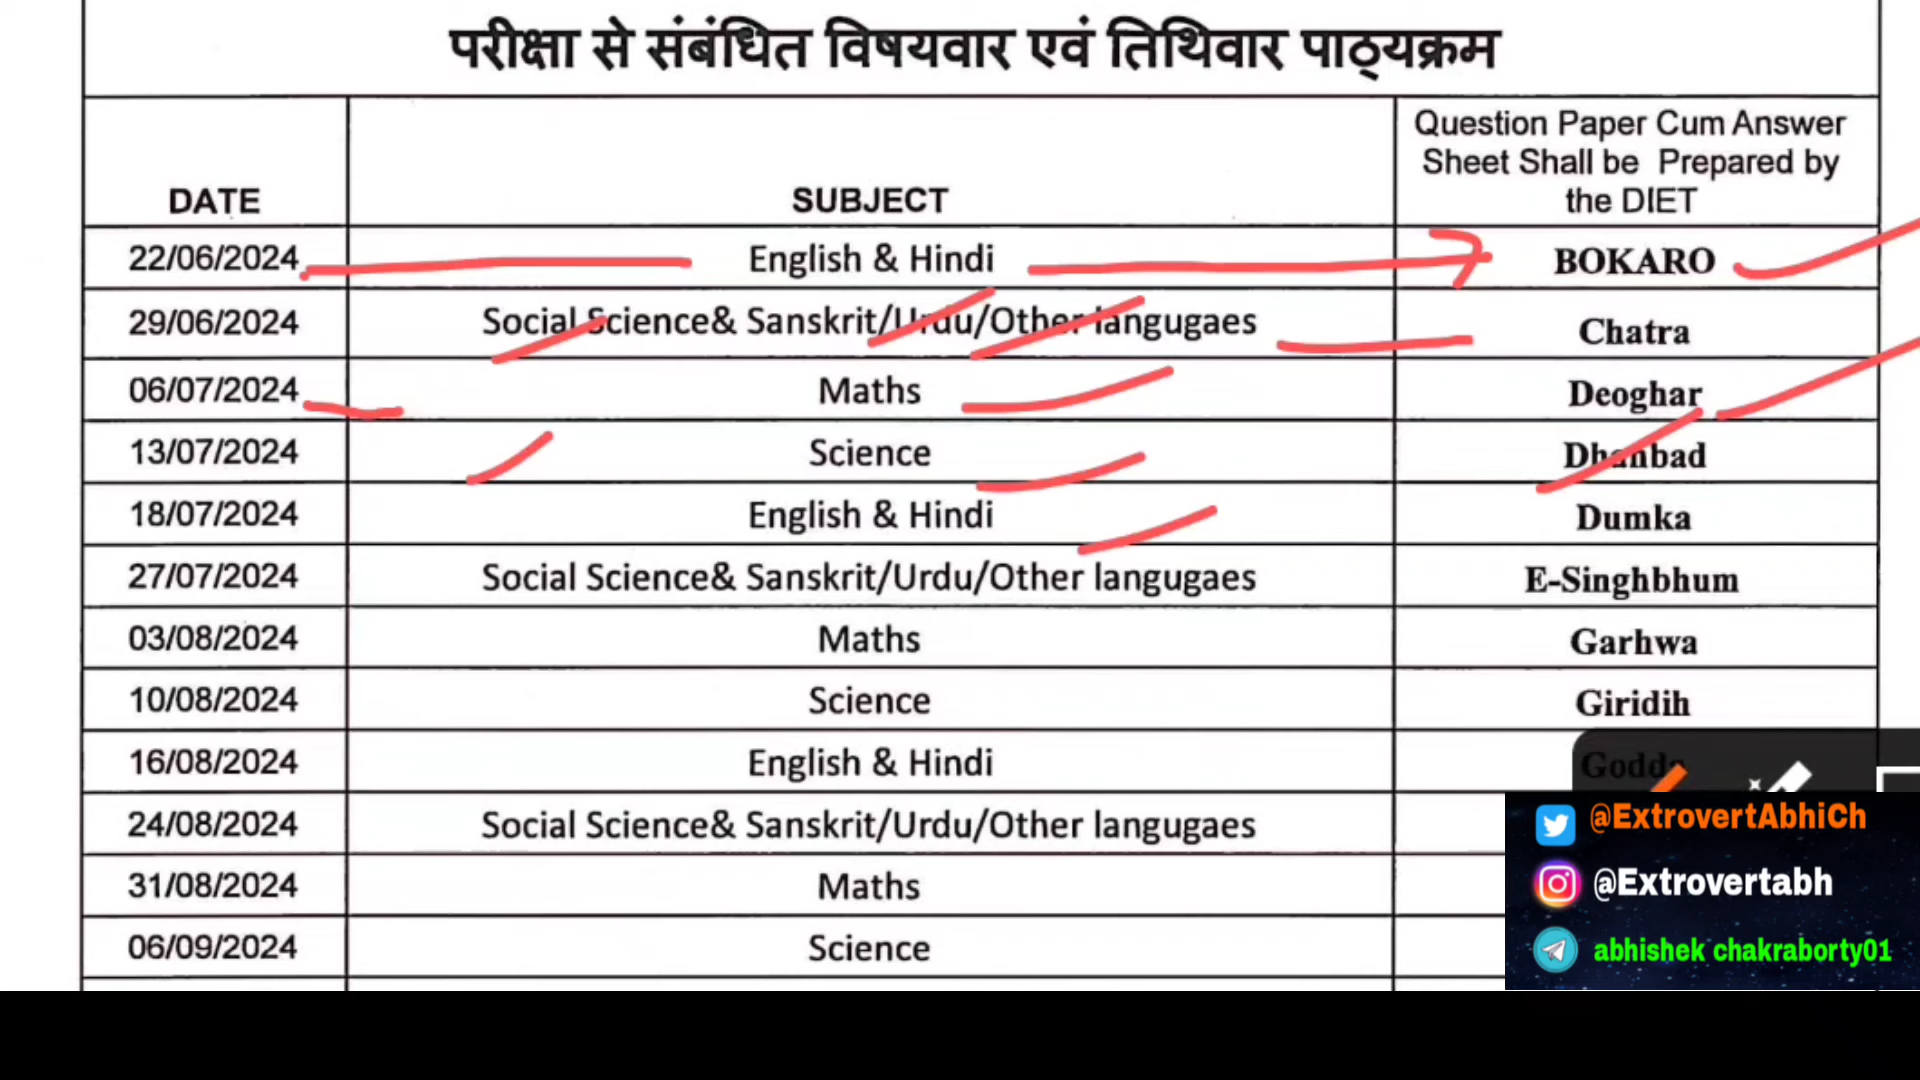 परीक्षा से संबंधित विषयवार एवं तिथिवार पाठ्यक्रम
DATE SUBJECT Question Paper Cum Answer Sheet Shall be Prepared by the DIET
22/06/2024 English & Hindi BOKARO
29/06/2024 Social Science& Sanskrit/Urdu/Other langugaes Chatra
06/07/2024 Maths Deoghar
13/07/2024 Science Dhanbad
18/07/2024 English & Hindi Dumka
27/07/2024 Social Science& Sanskrit/Urdu/Other langugaes E-Singhbhum
03/08/2024 Maths Garhwa
10/08/2024 Science Giridih
16/08/2024 English & Hindi
24/08/2024 Social Science& Sanskrit/Urdu/Other langugaes
31/08/2024 Maths
06/09/2024 Science
@ExtrovertAbhiCh
@Extrovertabh
abhishek chakraborty01